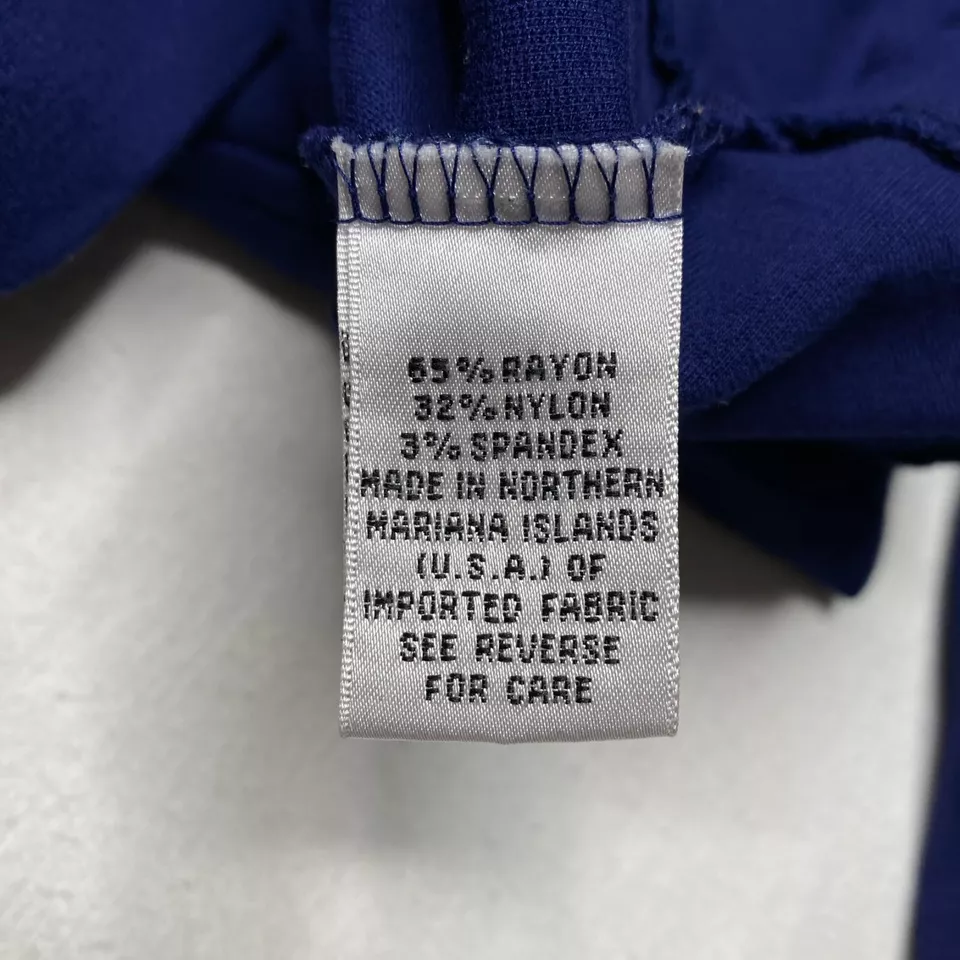 65% RAYON
32% NYLON
3% SPANDEX
MADE IN NORTHERN
MARIANA ISLANDS
(U.S.A.) OF
IMPORTED FABRIC
SEE REVERSE
FOR CARE